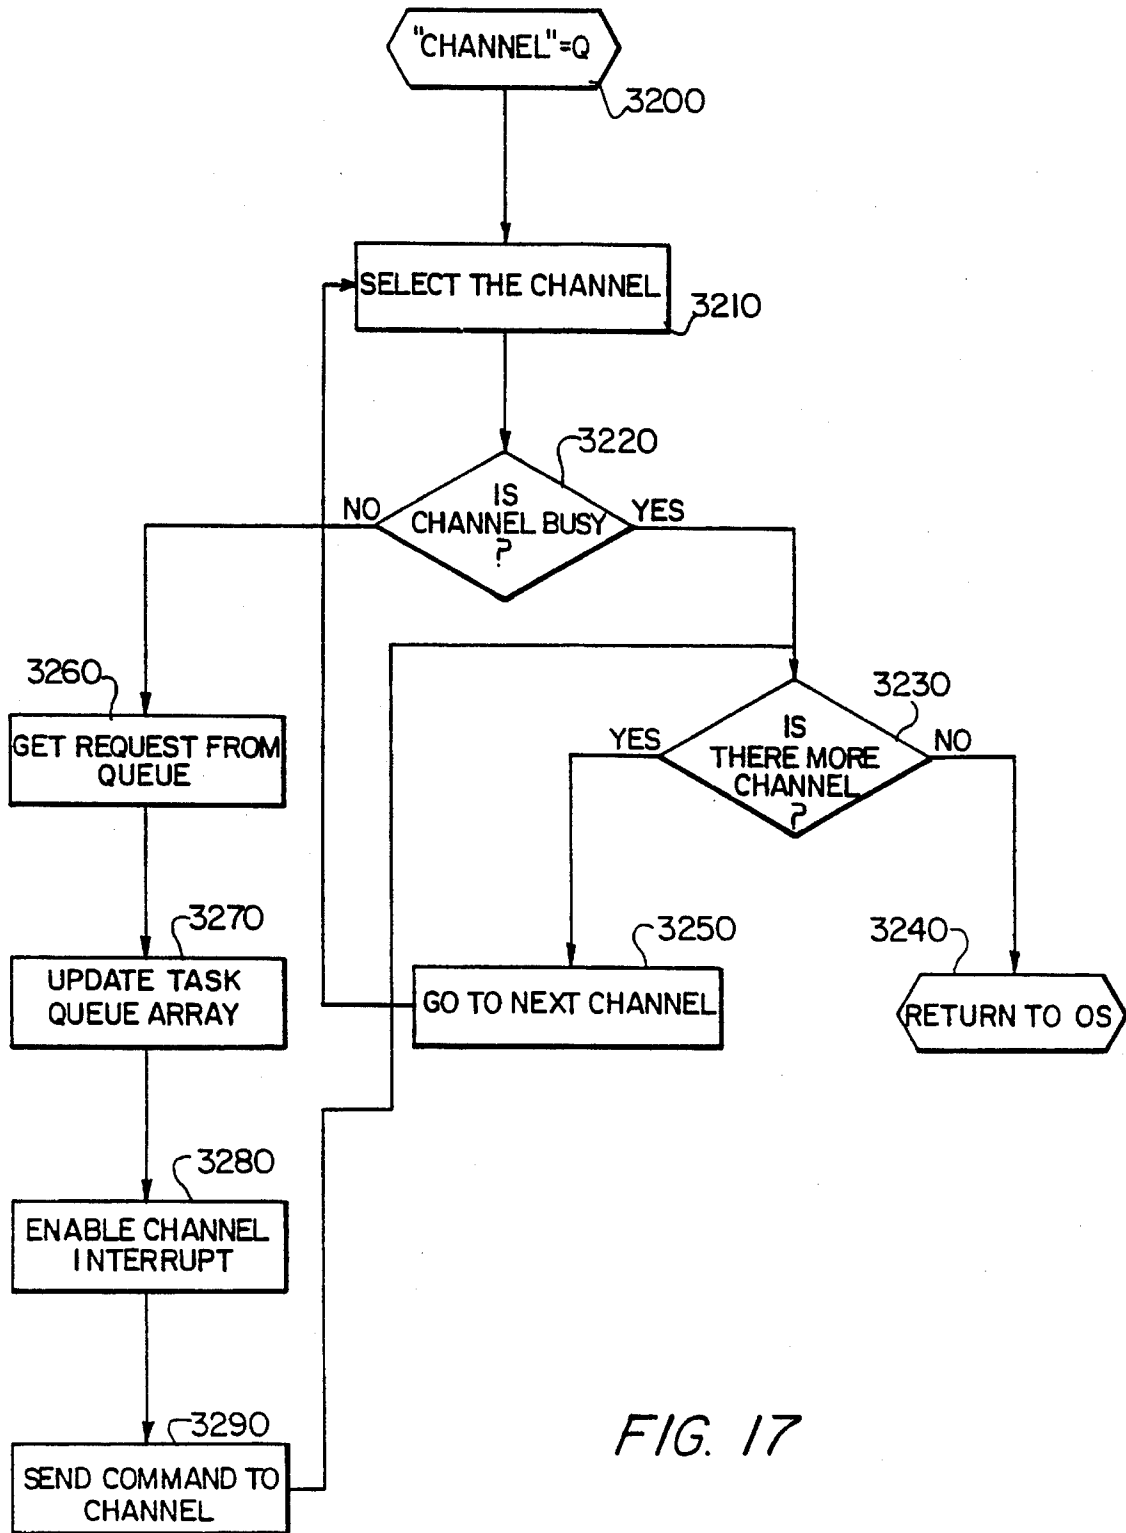 "CHANNEL"=Q
3200
SELECT THE CHANNEL
3210
3220
IS
CHANNEL BUSY
?
NO
YES
3230
IS
THERE MORE
CHANNEL
?
YES
NO
3260
GET REQUEST FROM
QUEUE
3270
UPDATE TASK
QUEUE ARRAY
3250
GO TO NEXT CHANNEL
3240
RETURN TO OS
3280
ENABLE CHANNEL
INTERRUPT
3290
SEND COMMAND TO
CHANNEL
FIG. 17